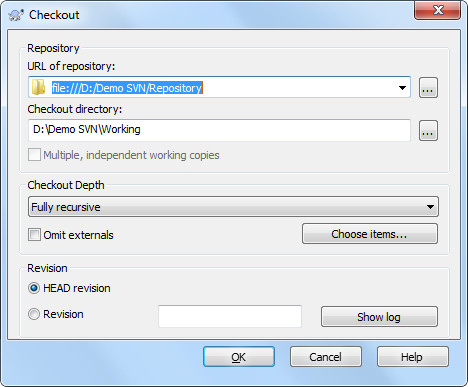 Checkout
Repository
URL of repository:
file:///D:/Demo SVN/Repository
...
Checkout directory:
D:\Demo SVN\Working
...
Multiple, independent working copies
Checkout Depth
Fully recursive
Omit externals
Choose items...
Revision
HEAD revision
Revision
Show log
OK Cancel Help